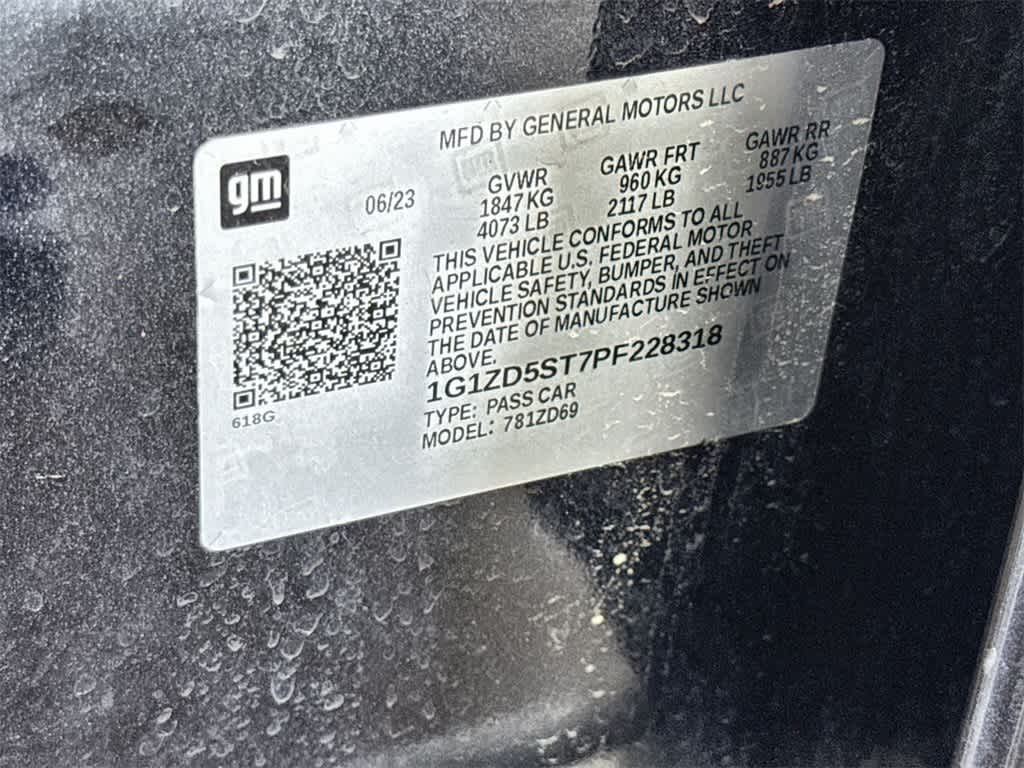 MFD BY GENERAL MOTORS LLC
gm
06/23
GVWR
1847 KG
4073 LB
GAWR FRT
960 KG
2117 LB
GAWR RR
887 KG
1955 LB
THIS VEHICLE CONFORMS TO ALL
APPLICABLE U.S. FEDERAL MOTOR
VEHICLE SAFETY, BUMPER, AND THEFT
PREVENTION STANDARDS IN EFFECT ON
THE DATE OF MANUFACTURE SHOWN
ABOVE.
1G1ZD5ST7PF228318
TYPE: PASS CAR
MODEL: 781ZD69
618G